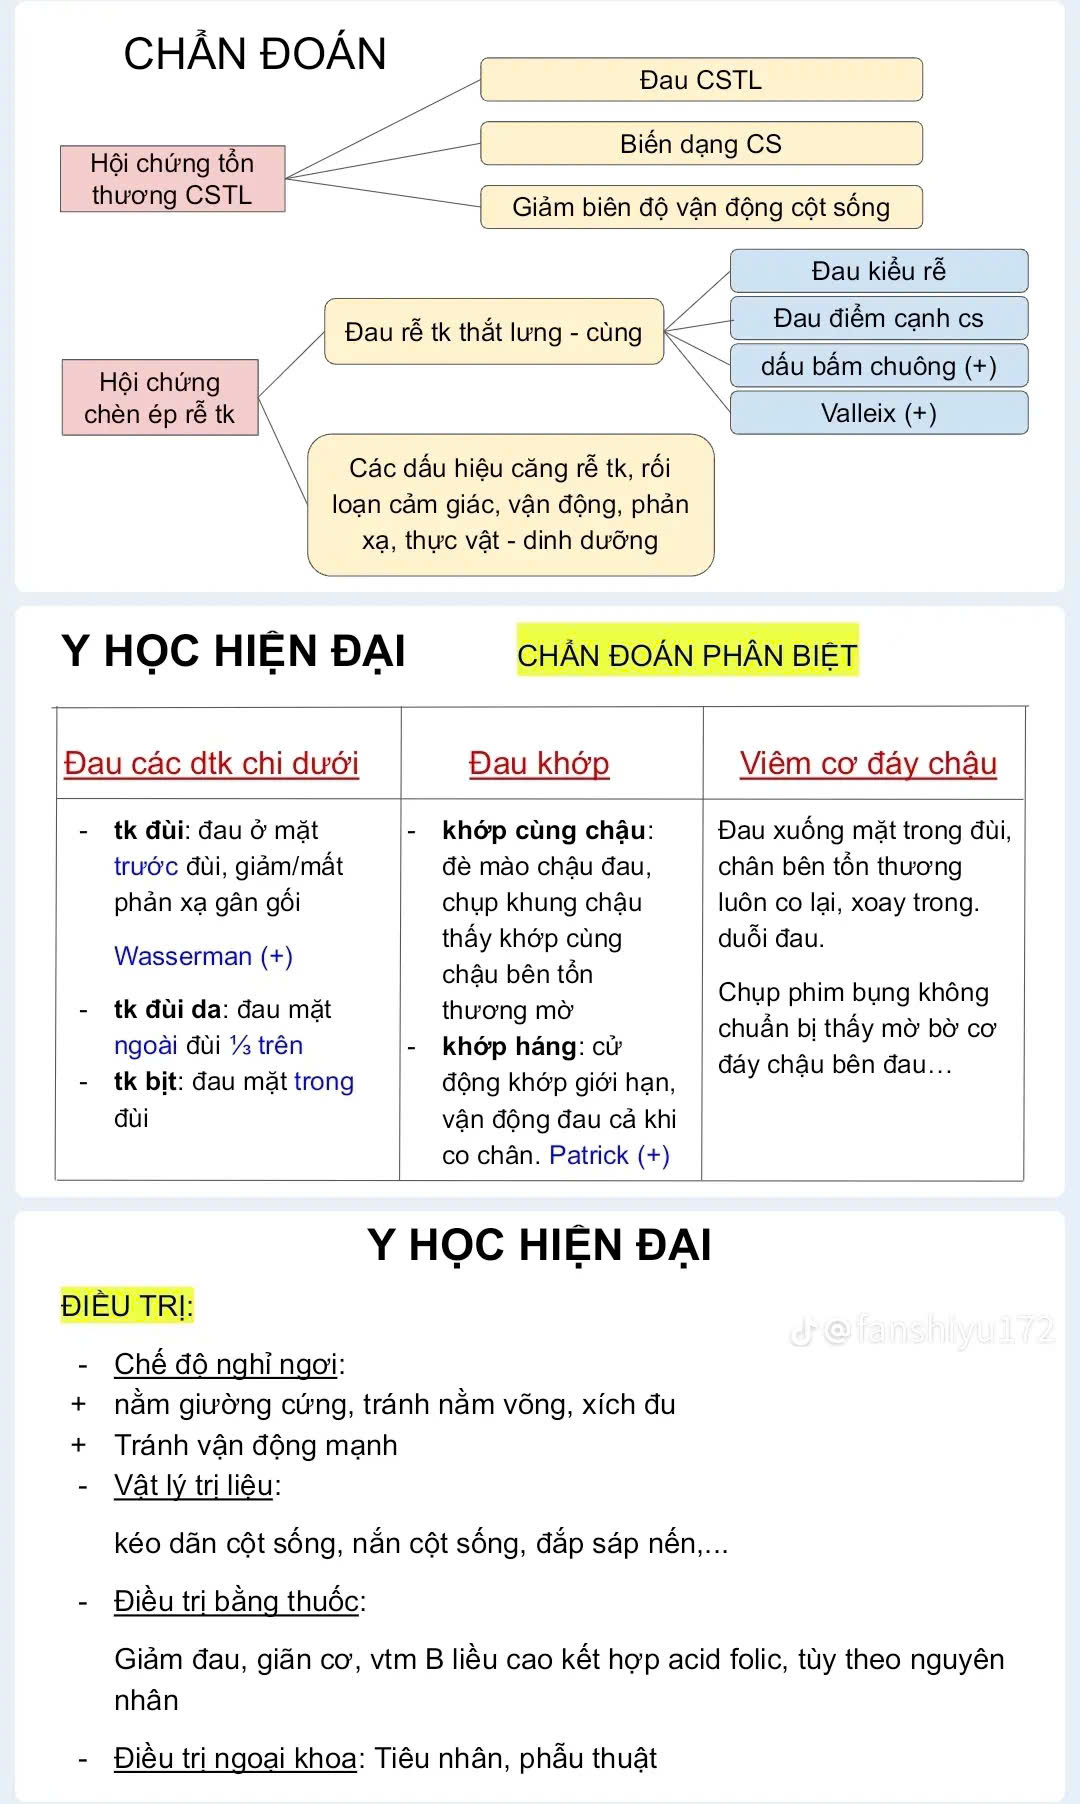 CHẨN ĐOÁN
Đau CSTL
Biến dạng CS
Giảm biên độ vận động cột sống
Hội chứng tổn
thương CSTL
Đau kiểu rễ
Đau điểm cạnh cs
dấu bấm chuông (+)
Valleix (+)
Đau rễ tk thắt lưng - cùng
Hội chứng
chèn ép rễ tk
Các dấu hiệu căng rễ tk, rối
loạn cảm giác, vận động, phản
xạ, thực vật - dinh dưỡng
Y HỌC HIỆN ĐẠI
CHẨN ĐOÁN PHÂN BIỆT
Đau các dtk chi dưới
- tk đùi: đau ở mặt
trước đùi, giảm/mất
phản xạ gân gối
Wasserman (+)
- tk đùi da: đau mặt
ngoài đùi ⅓ trên
- tk bịt: đau mặt trong
đùi
Đau khớp
- khớp cùng chậu:
đè mào chậu đau,
chụp khung chậu
thấy khớp cùng
chậu bên tổn
thương mờ
- khớp háng: cử
động khớp giới hạn,
vận động đau cả khi
co chân. Patrick (+)
Viêm cơ đáy chậu
Đau xuống mặt trong đùi,
chân bên tổn thương
luôn co lại, xoay trong.
duỗi đau.
Chụp phim bụng không
chuẩn bị thấy mờ bờ cơ
đáy chậu bên đau...
Y HỌC HIỆN ĐẠI
ĐIỀU TRỊ:
@fanshiyu172
- Chế độ nghỉ ngơi:
+ nằm giường cứng, tránh nằm võng, xích đu
+ Tránh vận động mạnh
- Vật lý trị liệu:
kéo dãn cột sống, nắn cột sống, đắp sáp nến,...
- Điều trị bằng thuốc:
Giảm đau, giãn cơ, vtm B liều cao kết hợp acid folic, tùy theo nguyên
nhân
- Điều trị ngoại khoa: Tiêu nhân, phẫu thuật